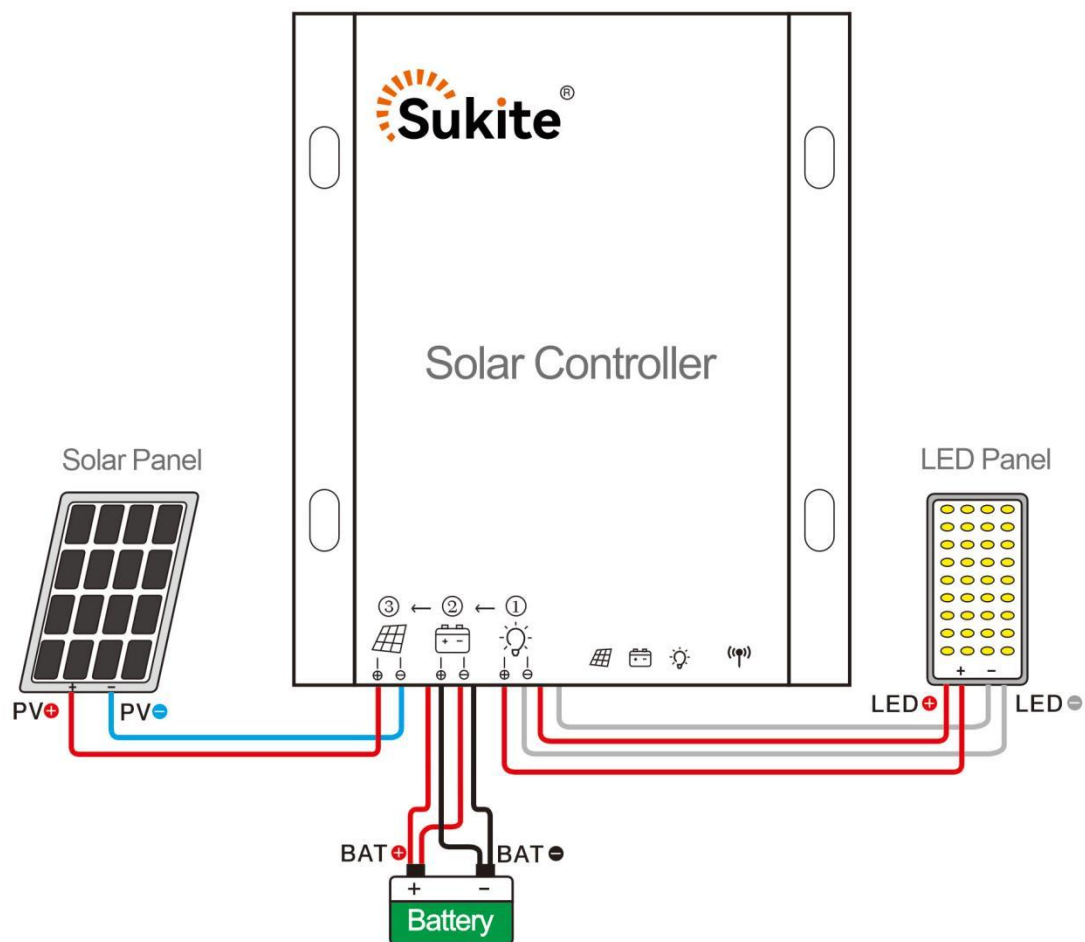 Sukite®
Solar Controller
Solar Panel
LED Panel
③ ← ② ← ①
+ −
⊕ ⊖ ⊕ ⊖ ⊕ ⊖
+ −
+ −
PV⊕ PV⊖
LED⊕ LED⊖
BAT⊕ BAT⊖
+ −
Battery